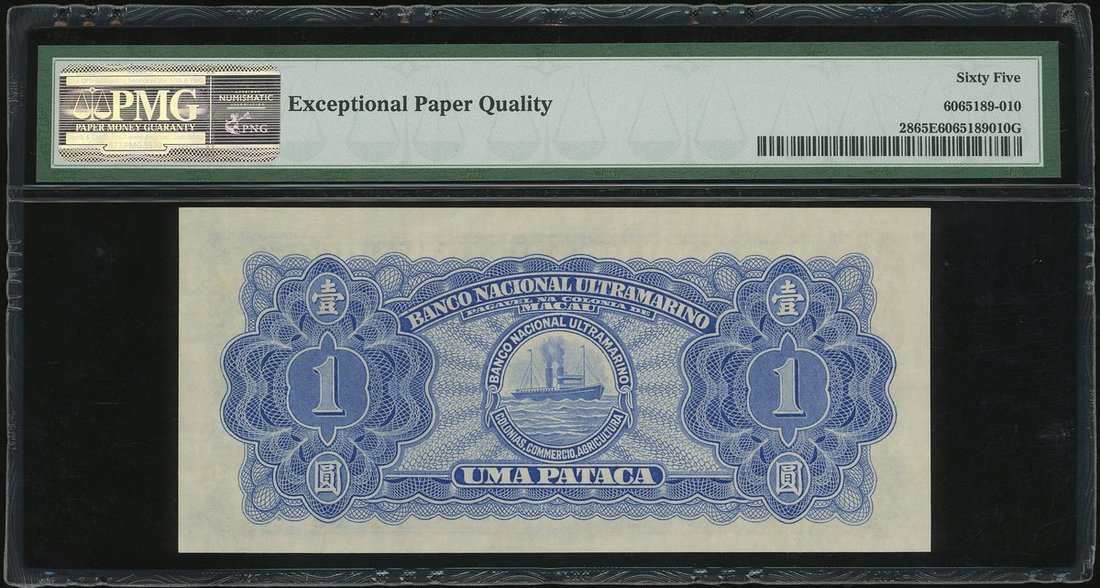 PMG
PAPER MONEY GUARANTY
NUMISMATIC
PNG
Exceptional Paper Quality
Sixty Five
6065189-010
2865E6065189010G
壹
壹
BANCO NACIONAL ULTRAMARINO
PAGAVEL NA COLONIA DE
MACAU
BANCO NACIONAL ULTRAMARINO
1
1
COLONIAS, COMMERCIO, AGRICULTURA
圓
圓
UMA PATACA